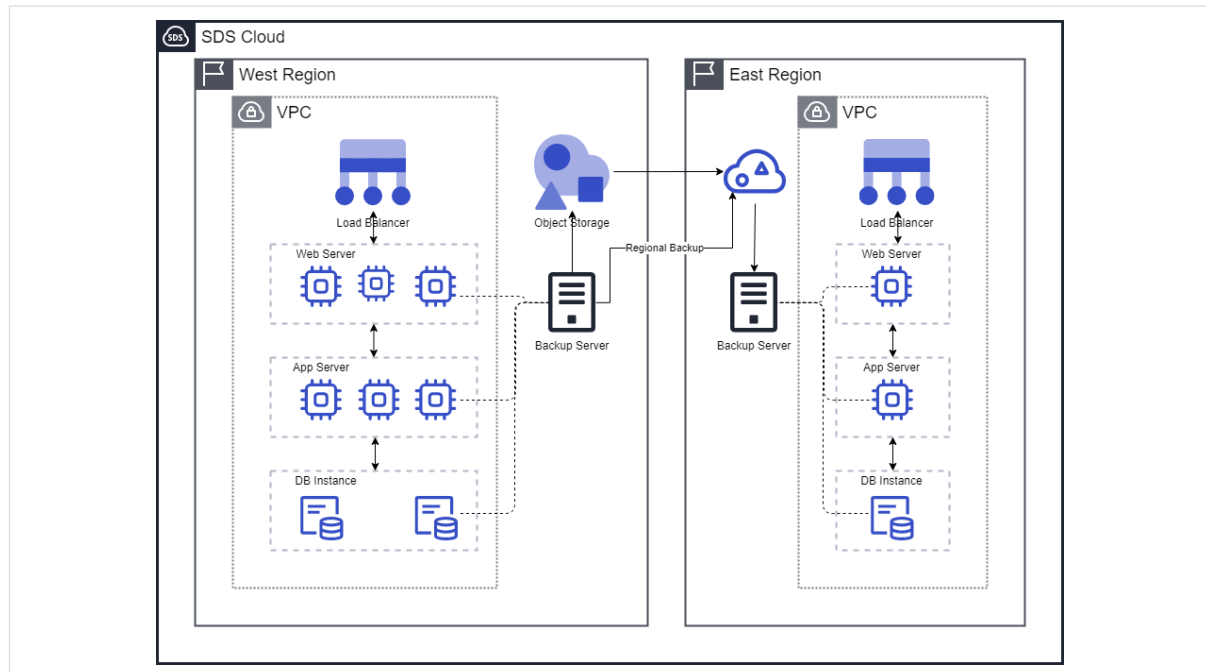 SDS
SDS Cloud
West Region
VPC
Load Balancer
Web Server
App Server
DB Instance
Object Storage
Regional Backup
Backup Server
East Region
Backup Server
VPC
Load Balancer
Web Server
App Server
DB Instance